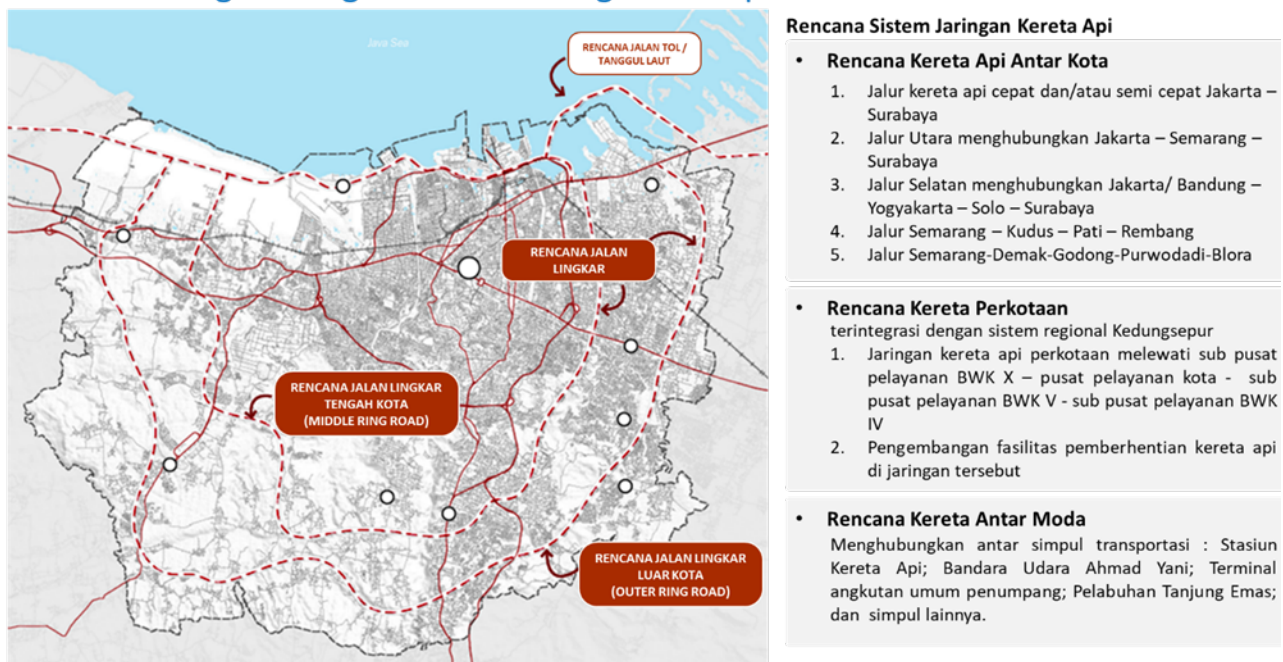 Java Sea
RENCANA JALAN TOL /
TANGGUL LAUT
RENCANA JALAN
LINGKAR
RENCANA JALAN LINGKAR
TENGAH KOTA
(MIDDLE RING ROAD)
RENCANA JALAN LINGKAR
LUAR KOTA
(OUTER RING ROAD)
Rencana Sistem Jaringan Kereta Api
• Rencana Kereta Api Antar Kota
1. Jalur kereta api cepat dan/atau semi cepat Jakarta –
Surabaya
2. Jalur Utara menghubungkan Jakarta – Semarang –
Surabaya
3. Jalur Selatan menghubungkan Jakarta/ Bandung –
Yogyakarta – Solo – Surabaya
4. Jalur Semarang – Kudus – Pati – Rembang
5. Jalur Semarang-Demak-Godong-Purwodadi-Blora
• Rencana Kereta Perkotaan
terintegrasi dengan sistem regional Kedungsepur
1. Jaringan kereta api perkotaan melewati sub pusat
pelayanan BWK X – pusat pelayanan kota - sub
pusat pelayanan BWK V - sub pusat pelayanan BWK
IV
2. Pengembangan fasilitas pemberhentian kereta api
di jaringan tersebut
• Rencana Kereta Antar Moda
Menghubungkan antar simpul transportasi : Stasiun
Kereta Api; Bandara Udara Ahmad Yani; Terminal
angkutan umum penumpang; Pelabuhan Tanjung Emas;
dan simpul lainnya.